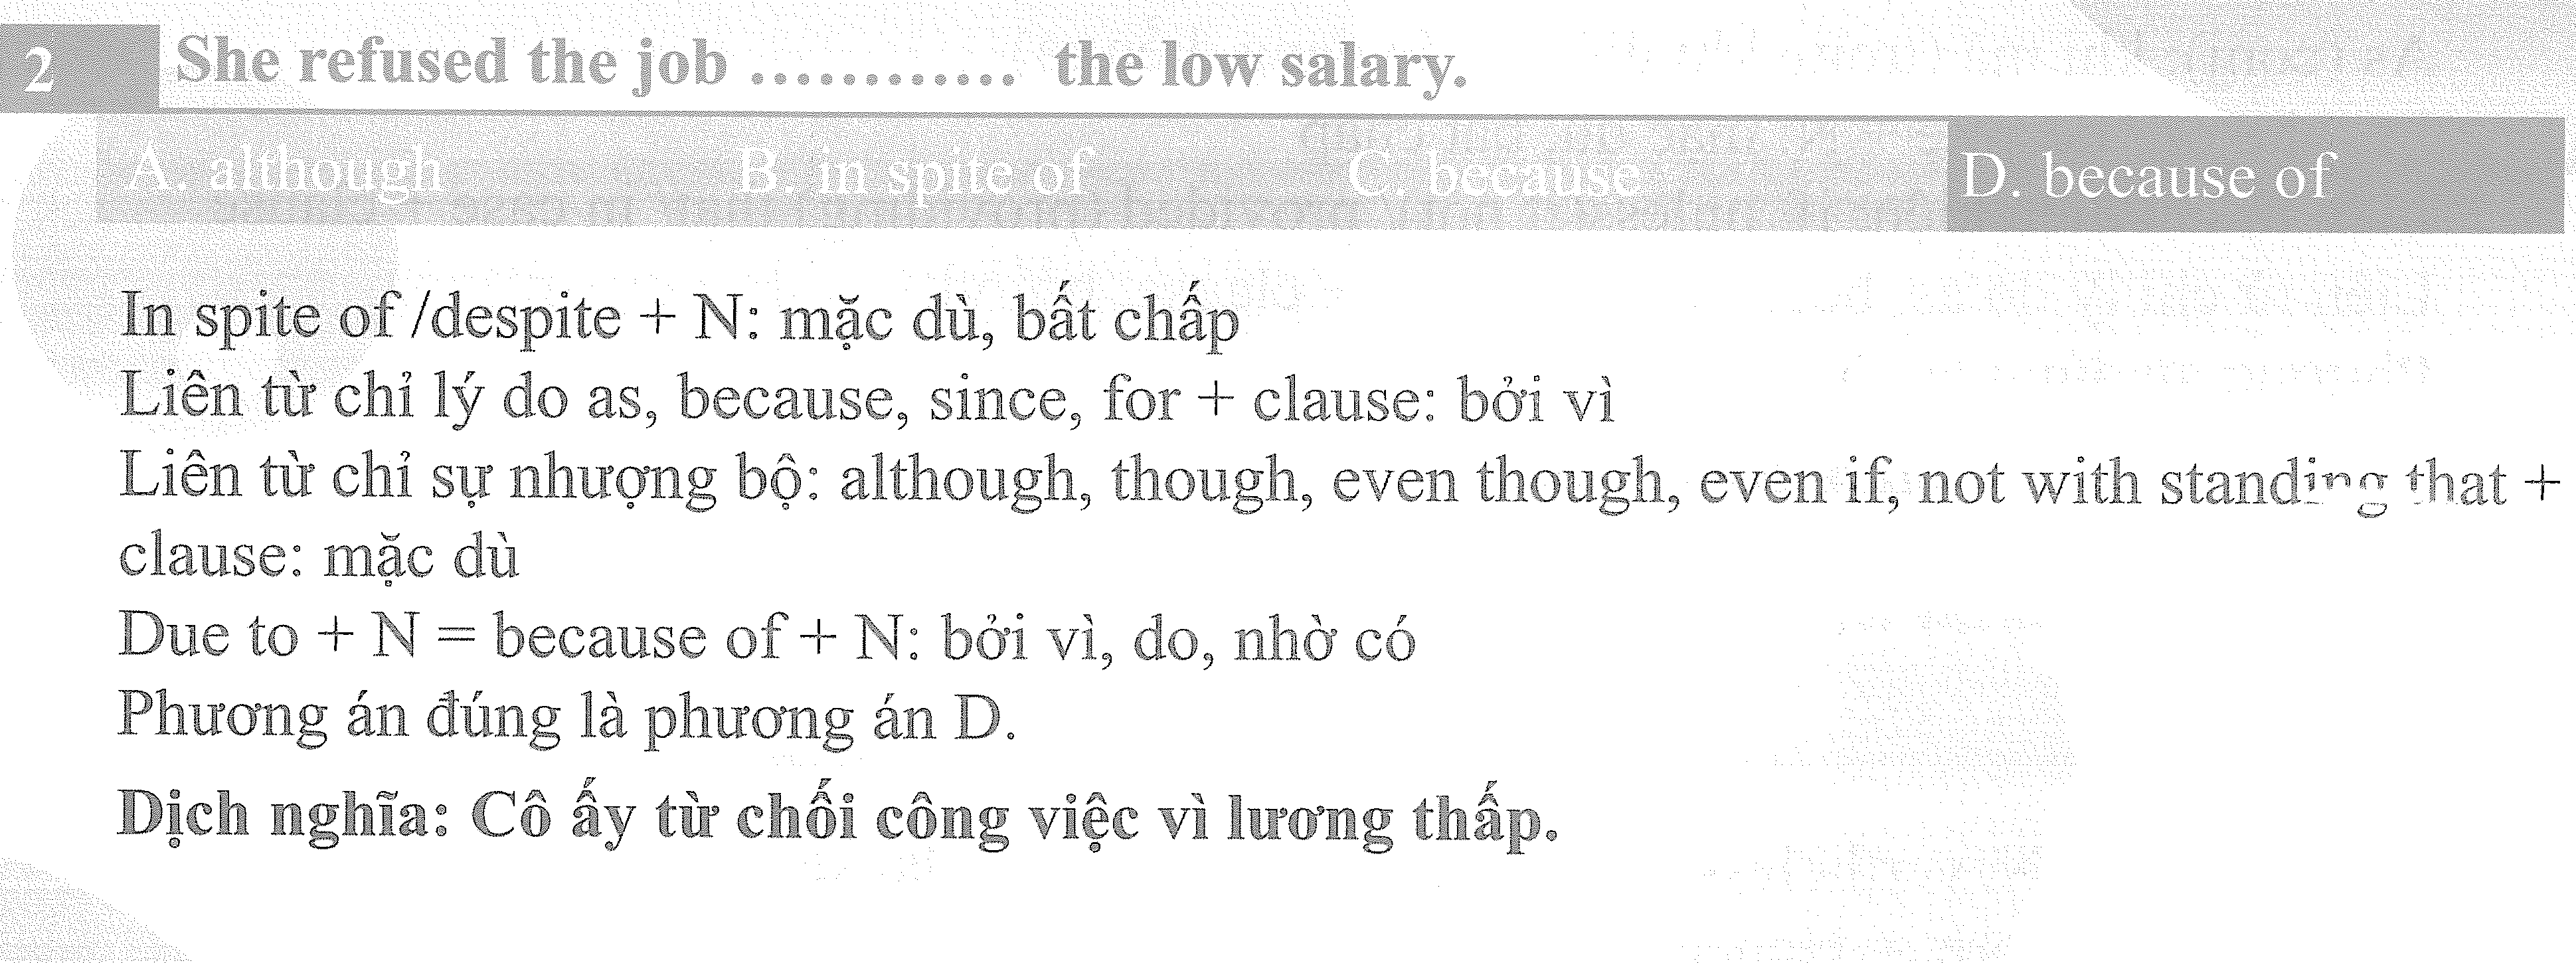 2 She refused the job ............ the low salary.
A. although B. in spite of C. because D. because of
In spite of /despite + N: mặc dù, bất chấp
Liên từ chỉ lý do as, because, since, for + clause: bởi vì
Liên từ chỉ sự nhượng bộ: although, though, even though, even if, not with standing that +
clause: mặc dù
Due to + N = because of + N: bởi vì, do, nhờ có
Phương án đúng là phương án D.
Dịch nghĩa: Cô ấy từ chối công việc vì lương thấp.